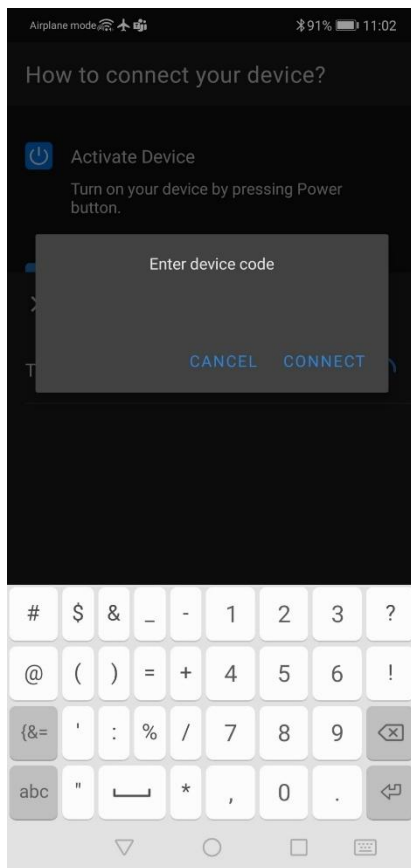 Airplane mode 91% 11:02
How to connect your device?
Activate Device
Turn on your device by pressing Power
button.
Enter device code
T
CANCEL CONNECT
# $ & _ - 1 2 3 ?
@ ( ) = + 4 5 6 !
{&= ' : % / 7 8 9
abc " * , 0 .